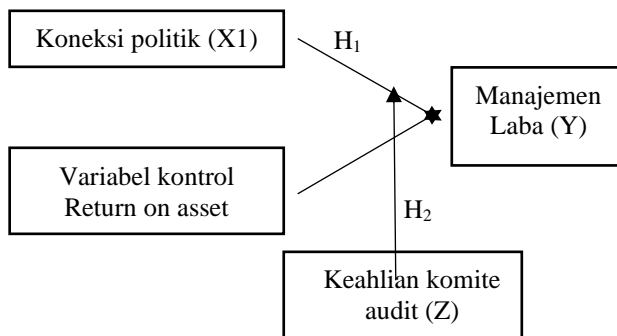 Koneksi politik (X1)
H1
Manajemen
Laba (Y)
Variabel kontrol
Return on asset
H2
Keahlian komite
audit (Z)